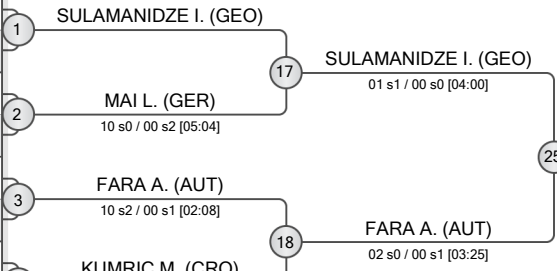 1
SULAMANIDZE I. (GEO)
17
SULAMANIDZE I. (GEO)
01 s1 / 00 s0 [04:00]
2
MAI L. (GER)
10 s0 / 00 s2 [05:04]
25
3
FARA A. (AUT)
10 s2 / 00 s1 [02:08]
18
FARA A. (AUT)
02 s0 / 00 s1 [03:25]
KUMRIC M. (CRO)